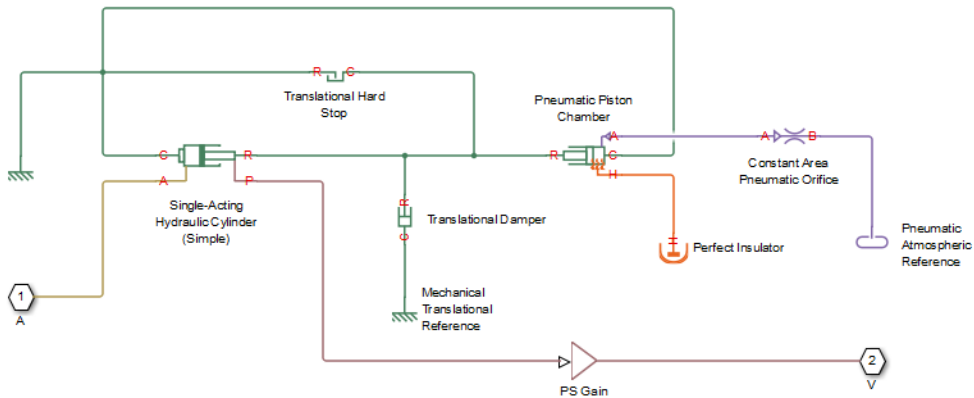 R
C
Translational Hard
Stop
Pneumatic Piston
Chamber
A
A
B
C
R
R
C
H
Constant Area
Pneumatic Orifice
A
P
Single-Acting
Hydraulic Cylinder
(Simple)
R
C
Translational Damper
H
Perfect Insulator
Pneumatic
Atmospheric
Reference
1
A
Mechanical
Translational
Reference
PS Gain
2
V